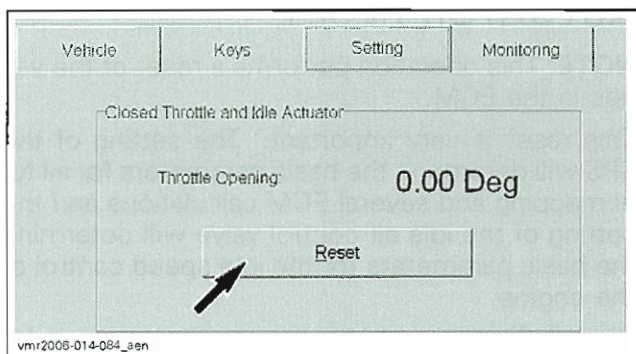 Vehicle Keys Setting Monitoring
Closed Throttle and Idle Actuator
Throttle Opening: 0.00 Deg
Reset
vmr2006-014-084_aen